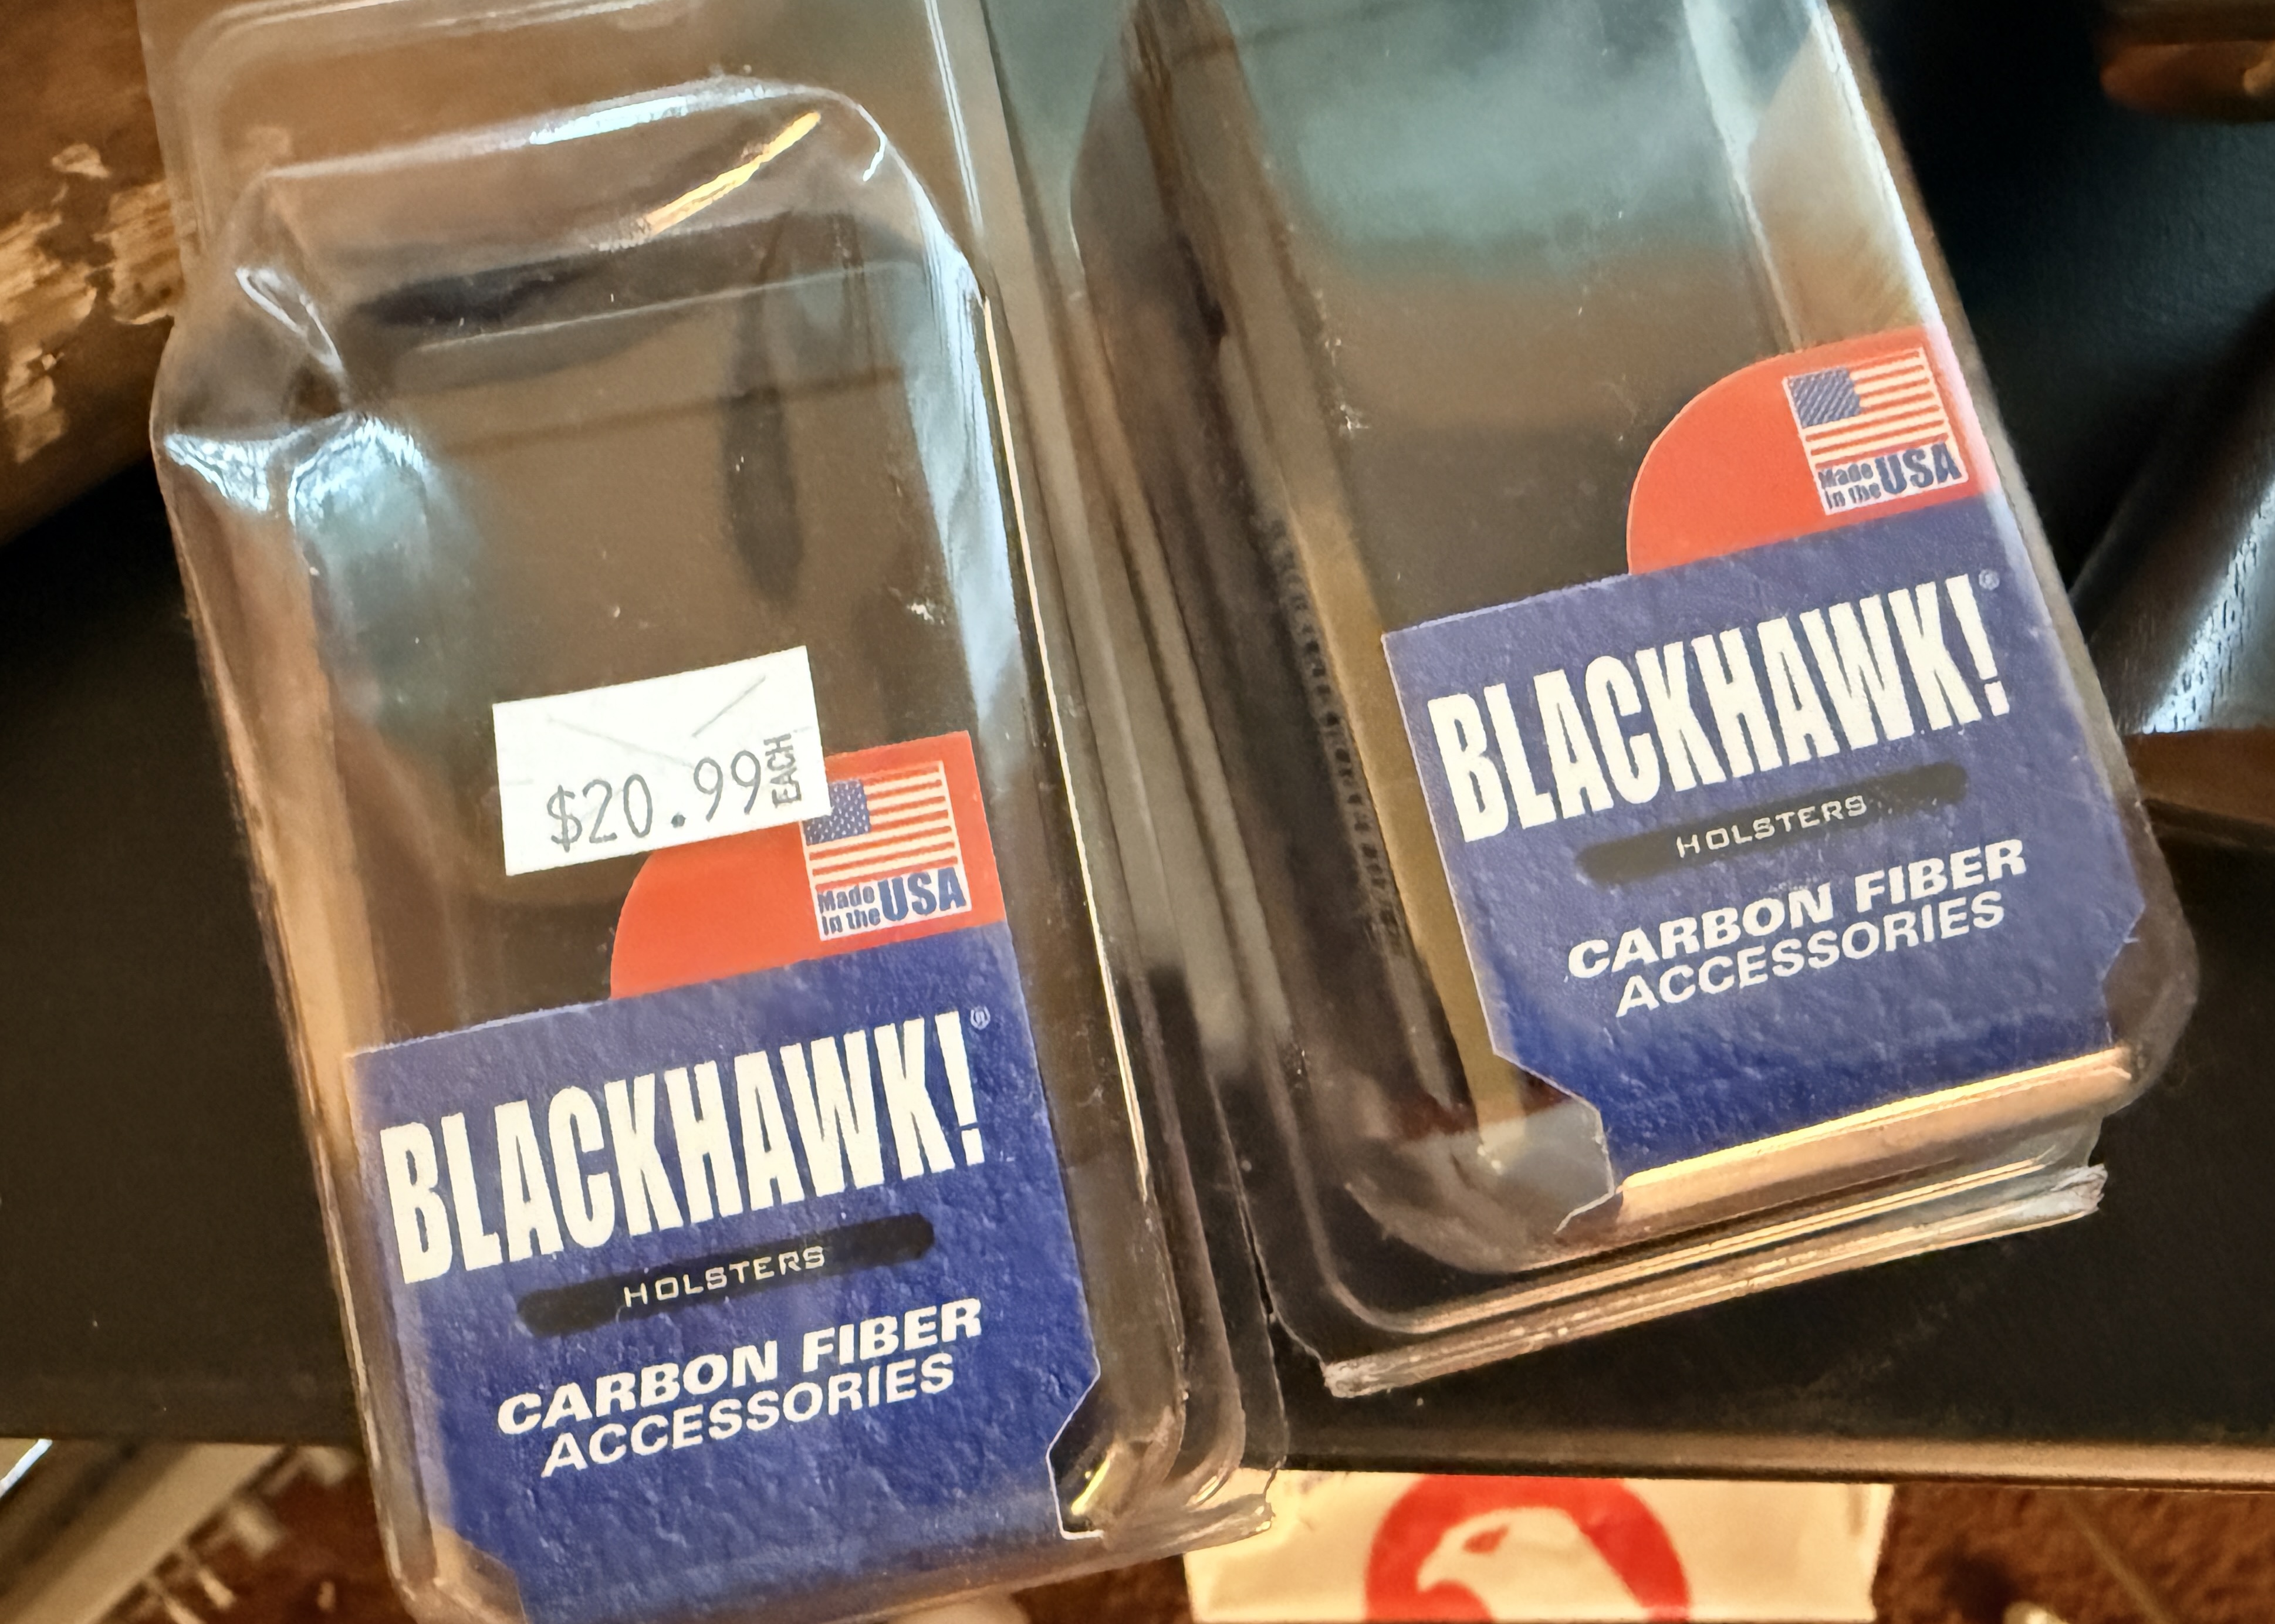 $20.99 EACH
Made
in the USA
BLACKHAWK!®
HOLSTERS
CARBON FIBER
ACCESSORIES
Made
in the USA
BLACKHAWK!®
HOLSTERS
CARBON FIBER
ACCESSORIES